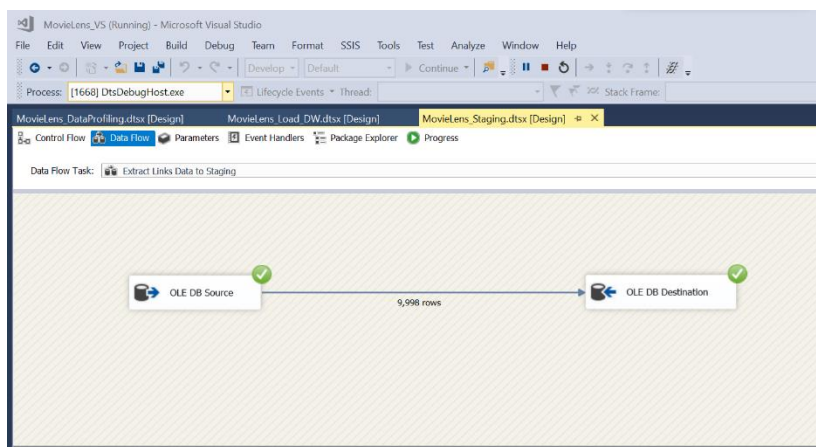 MovieLens_VS (Running) - Microsoft Visual Studio
File Edit View Project Build Debug Team Format SSIS Tools Test Analyze Window Help
Develop Default Continue
Process: [1668] DtsDebugHost.exe Lifecycle Events Thread: Stack Frame:
MovieLens_DataProfiling.dtsx [Design] MovieLens_Load_DW.dtsx [Design] MovieLens_Staging.dtsx [Design]
Control Flow Data Flow Parameters Event Handlers Package Explorer Progress
Data Flow Task: Extract Links Data to Staging
OLE DB Source OLE DB Destination
9,998 rows